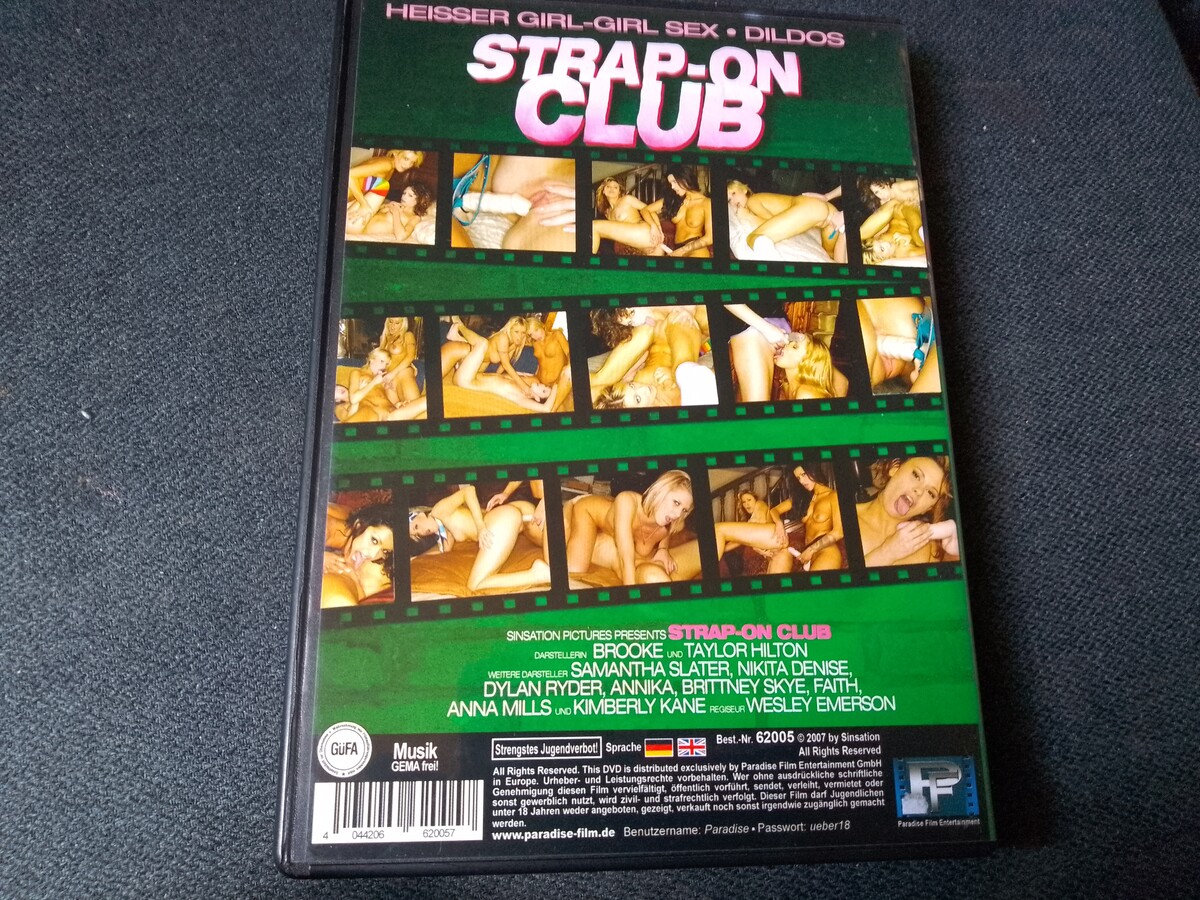 HEISSER GIRL-GIRL SEX • DILDOS
STRAP-ON
CLUB
SINSATION PICTURES PRESENTS STRAP-ON CLUB
DARSTELLERIN BROOKE UND TAYLOR HILTON
WEITERE DARSTELLER SAMANTHA SLATER, NIKITA DENISE,
DYLAN RYDER, ANNIKA, BRITTNEY SKYE, FAITH,
ANNA MILLS UND KIMBERLY KANE REGISEUR WESLEY EMERSON
GüFA
Musik
GEMA frei!
Strengstes Jugendverbot!
Sprache
Best.-Nr. 62005 © 2007 by Sinsation
All Rights Reserved
All Rights Reserved. This DVD is distributed exclusively by Paradise Film Entertainment GmbH
in Europe. Urheber- und Leistungsrechte vorbehalten. Wer ohne ausdrückliche schriftliche
Genehmigung diesen Film vervielfältigt, öffentlich vorführt, sendet, verleiht, vermietet oder
sonst gewerblich nutzt, wird zivil- und strafrechtlich verfolgt. Dieser Film darf Jugendlichen
unter 18 Jahren weder angeboten, gezeigt, verkauft noch sonst irgendwie zugänglich gemacht
werden.
www.paradise-film.de Benutzername: Paradise • Passwort: ueber18
4 044206 620057
PF
Paradise Film Entertainment